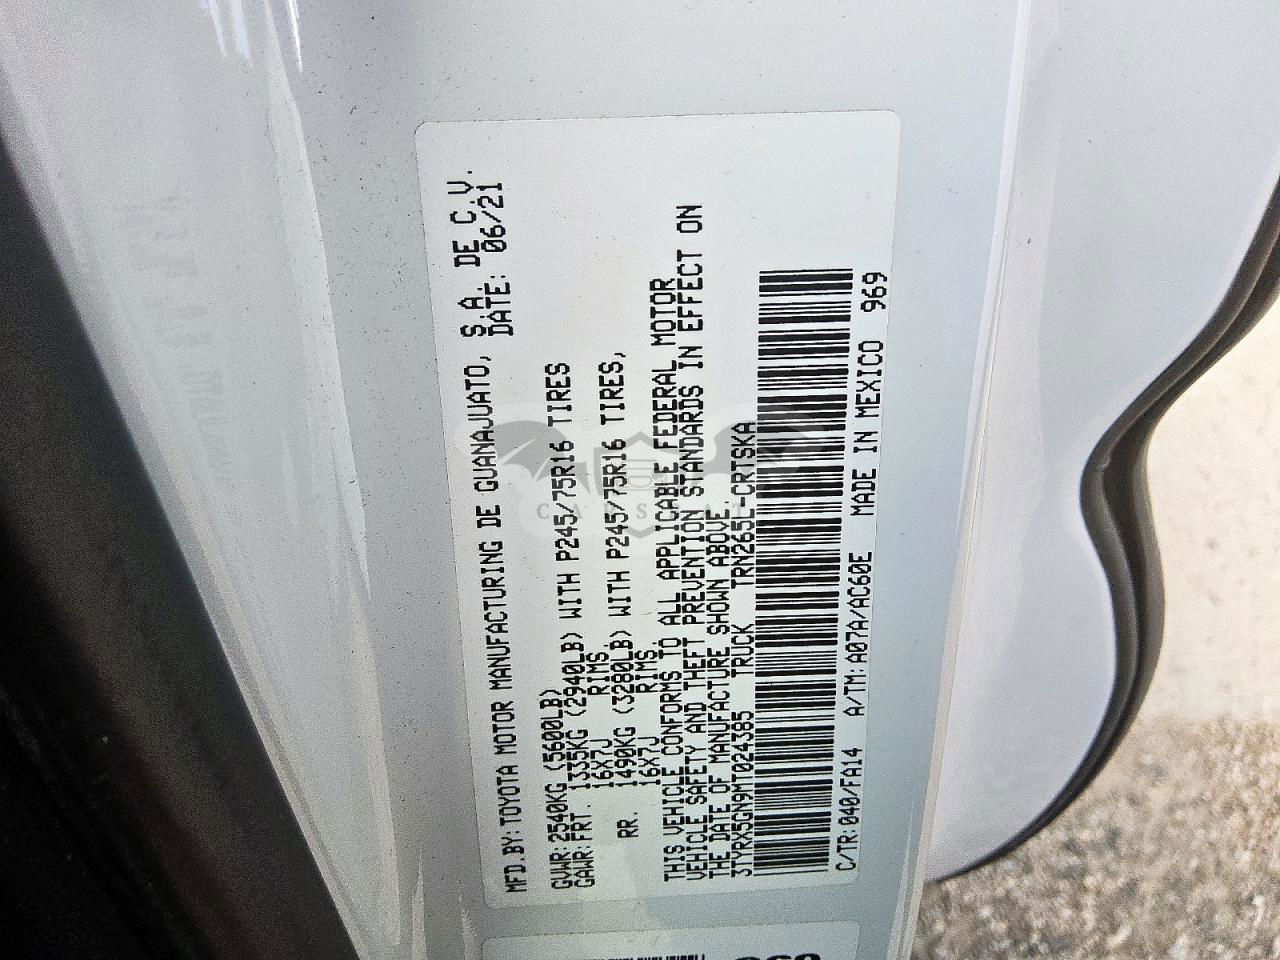 MFD.BY:TOYOTA MOTOR MANUFACTURING DE GUANAJUATO, S.A. DE C.V.
DATE: 06/21
GVWR:2540KG (5600LB)
GAWR:FRT. 1335KG (2940LB) WITH P245/75R16 TIRES
16X7J RIMS.
RR. 1490KG (3280LB) WITH P245/75R16 TIRES,
16X7J RIMS.
THIS VEHICLE CONFORMS TO ALL APPLICABLE FEDERAL MOTOR
VEHICLE SAFETY AND THEFT PREVENTION STANDARDS IN EFFECT ON
THE DATE OF MANUFACTURE SHOWN ABOVE.
3TYRX5GN9MT024385 TRUCK TRN265L-CRTSKA
C/TR:040/FA14 A/TM:A07A/AC60E MADE IN MEXICO 969